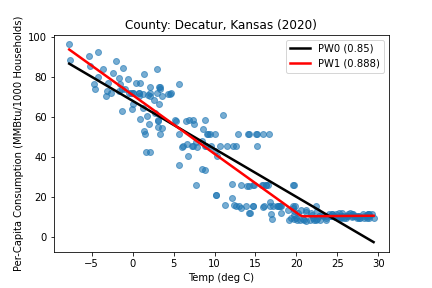 County: Decatur, Kansas (2020)
PW0 (0.85)
PW1 (0.888)
Per-Capita Consumption (MMBtu/1000 Households)
100
80
60
40
20
0
−5
0
5
10
15
20
25
30
Temp (deg C)